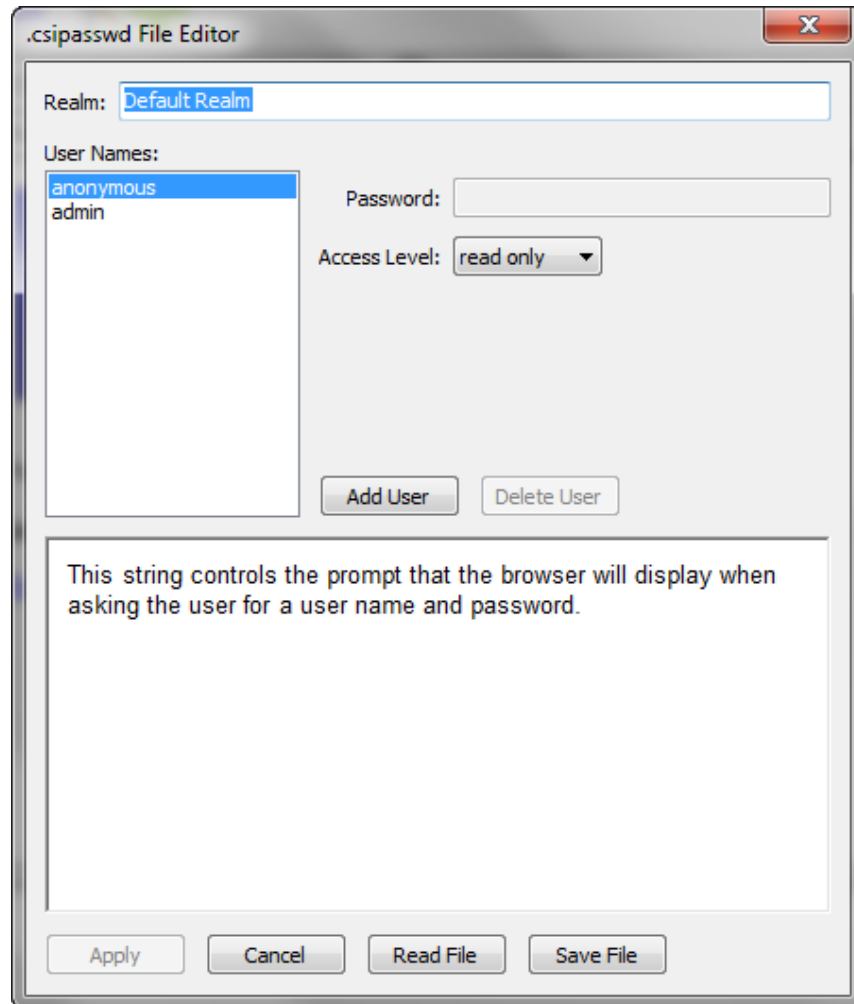 .csipasswd File Editor
Realm: Default Realm
User Names:
anonymous
admin
Password:
Access Level: read only
Add User Delete User
This string controls the prompt that the browser will display when
asking the user for a user name and password.
Apply Cancel Read File Save File